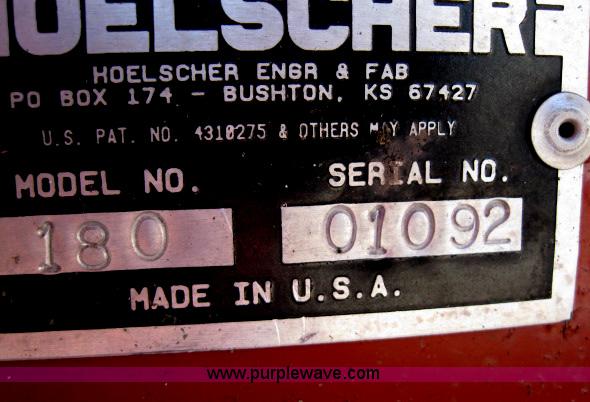 HOELSCHER
HOELSCHER ENGR & FAB
PO BOX 174 - BUSHTON, KS 67427
U.S. PAT. NO. 4310275 & OTHERS MAY APPLY
MODEL NO. SERIAL NO.
180 01092
MADE IN U.S.A.
www.purplewave.com